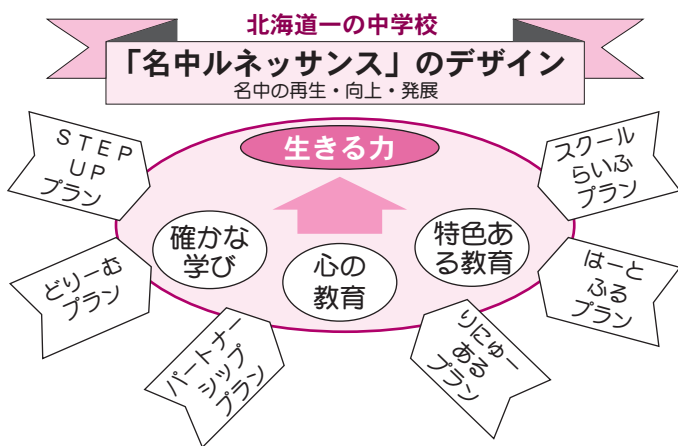 北海道一の中学校
「名中ルネッサンス」のデザイン
名中の再生・向上・発展
生きる力
確かな
学び
心の
教育
特色あ
る教育
ＳＴＥＰ
ＵＰ
プラン
どりーむ
プラン
パートナー
シップ
プラン
りにゅー
ある
プラン
はーと
ふる
プラン
スクール
らいふ
プラン